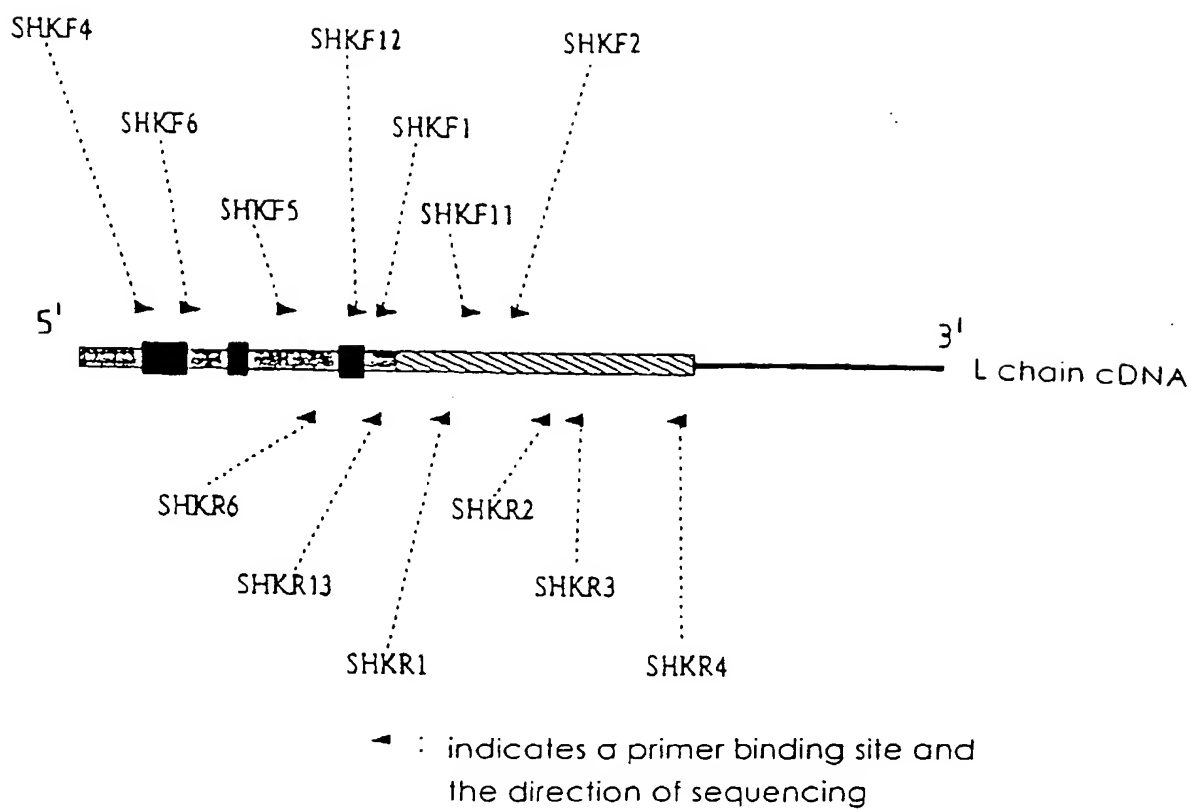 SHKF4
SHKF12
SHKF2
SHKF6
SHKF1
SHKF5
SHKF11
5'
3'
L chain cDNA
SHKR6
SHKR2
SHKR13
SHKR3
SHKR1
SHKR4
: indicates a primer binding site and
the direction of sequencing